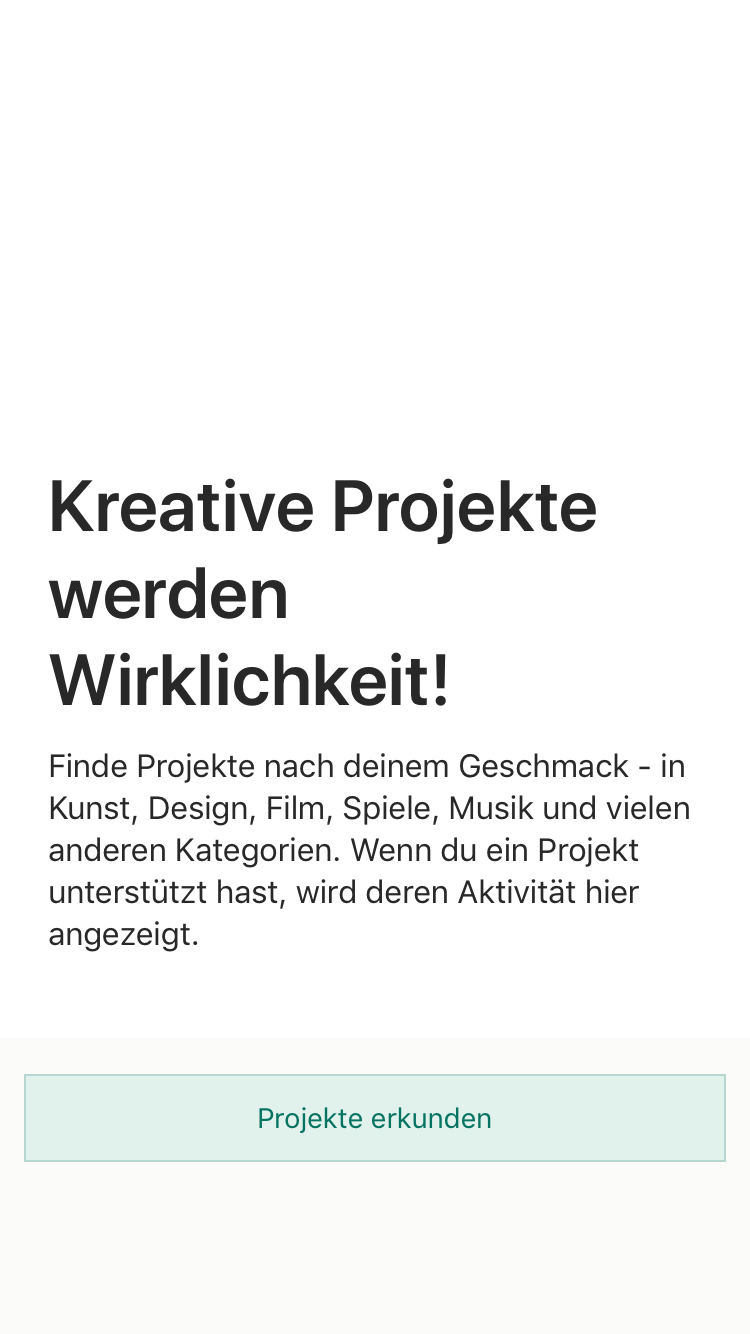 Kreative Projekte
werden
Wirklichkeit!
Finde Projekte nach deinem Geschmack - in
Kunst, Design, Film, Spiele, Musik und vielen
anderen Kategorien. Wenn du ein Projekt
unterstützt hast, wird deren Aktivität hier
angezeigt.
Projekte erkunden